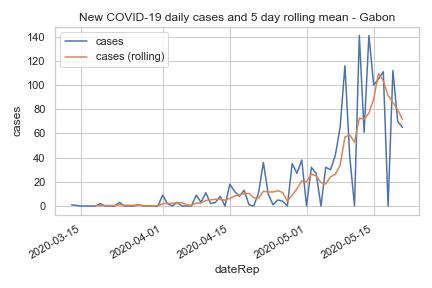 New COVID-19 daily cases and 5 day rolling mean - Gabon
cases
cases (rolling)
140
120
100
80
60
40
20
0
cases
2020-03-15
2020-04-01
2020-04-15
2020-05-01
2020-05-15
dateRep